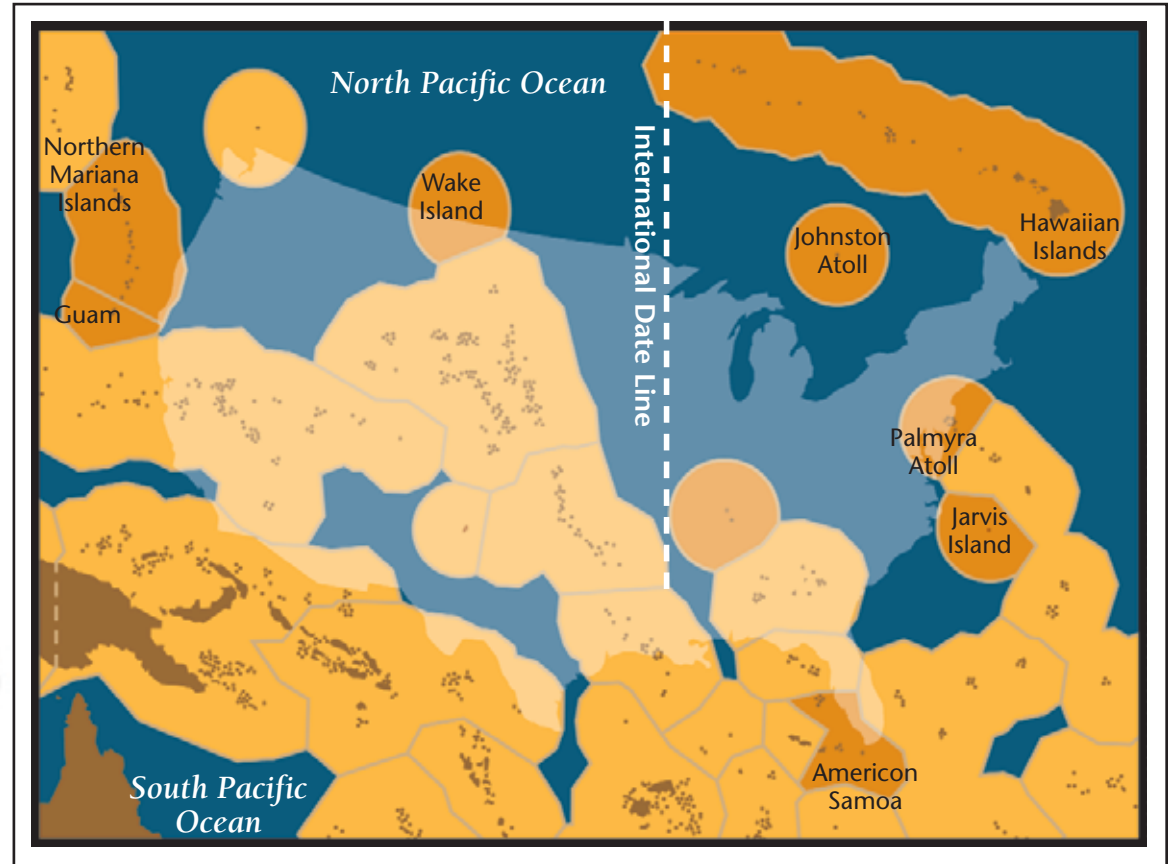 North Pacific Ocean
International Date Line
Northern
Mariana
Islands
Wake
Island
Hawaiian
Islands
Johnston
Atoll
Guam
Palmyra
Atoll
Jarvis
Island
American
Samoa
South Pacific
Ocean